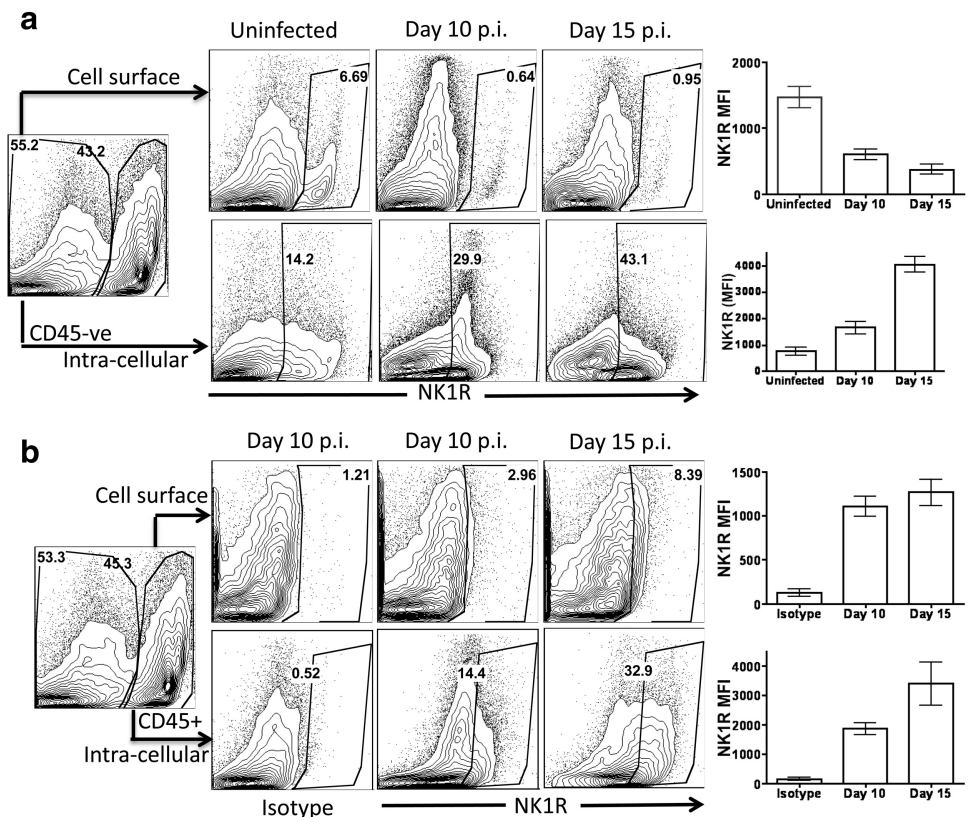 a
Uninfected Day 10 p.i. Day 15 p.i.
Cell surface
6.69
0.64
0.95
55.2
43.2
CD45-ve
Intra-cellular
14.2
29.9
43.1
NK1R
NK1R MFI
2000
1000
0
Uninfected Day 10 Day 15
NK1R (MFI)
4000
3000
2000
1000
0
Uninfected Day 10 Day 15
b
Day 10 p.i. Day 10 p.i. Day 15 p.i.
Cell surface
1.21
2.96
8.39
53.3
45.3
CD45+
Intra-cellular
0.52
14.4
32.9
Isotype
NK1R
NK1R MFI
1500
1000
500
0
Isotype Day 10 Day 15
NK1R MFI
4000
3000
2000
1000
0
Isotype Day 10 Day 15